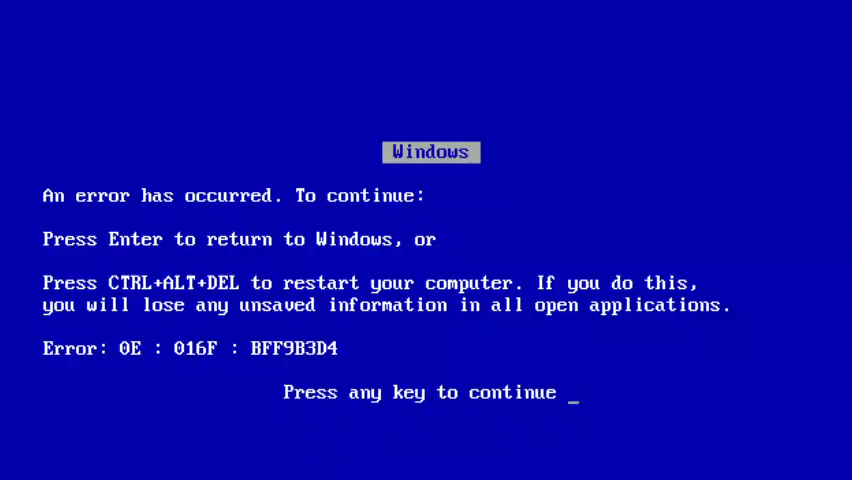 Windows
An error has occurred. To continue:
Press Enter to return to Windows, or
Press CTRL+ALT+DEL to restart your computer. If you do this,
you will lose any unsaved information in all open applications.
Error: 0E : 016F : BFF9B3D4
Press any key to continue _